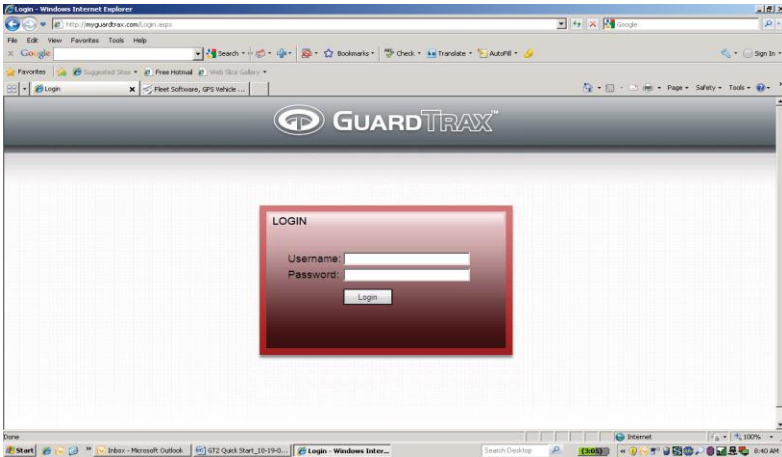 Login - Windows Internet Explorer
http://myguardtrax.com/Login.aspx
Google
File Edit View Favorites Tools Help
x Google Search Bookmarks Check Translate AutoFill Sign In
Favorites Suggested Sites Free Hotmail Web Slice Gallery
Login x Fleet Software, GPS Vehicle ... Page Safety Tools
GUARDTRAX™
LOGIN
Username:
Password:
Login
Done Internet 100%
Start Inbox - Microsoft Outlook GT2 Quick Start_10-19-0... Login - Windows Inter... Search Desktop (3:05) 8:40 AM